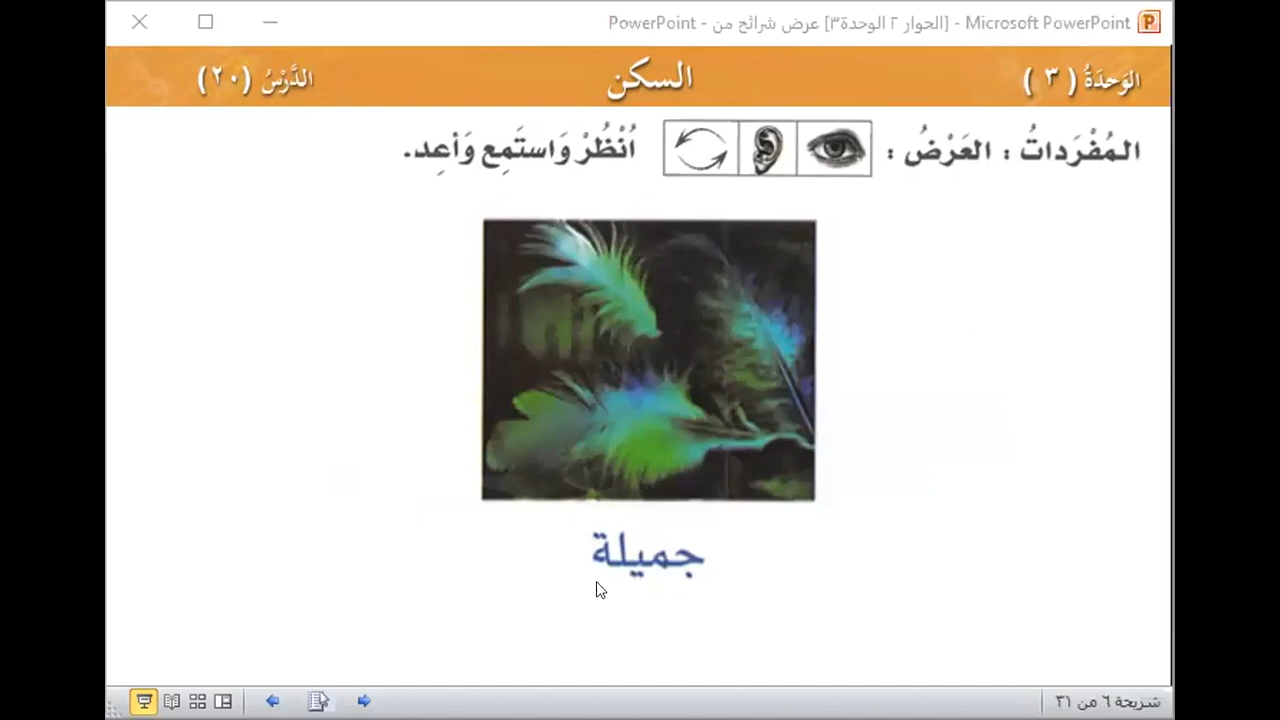 عرض شرائح من PowerPoint - [الحوار ٢ الوحدة٣] - Microsoft PowerPoint
الوَحدَةُ ( ٣ ) السكن الدَّرْسُ (٢٠)
المُفْرَداتُ : العَرْضُ : اُنْظُرْ وَاستَمِع وَأعِد.
جميلة
شريحة ٦ من ٣١